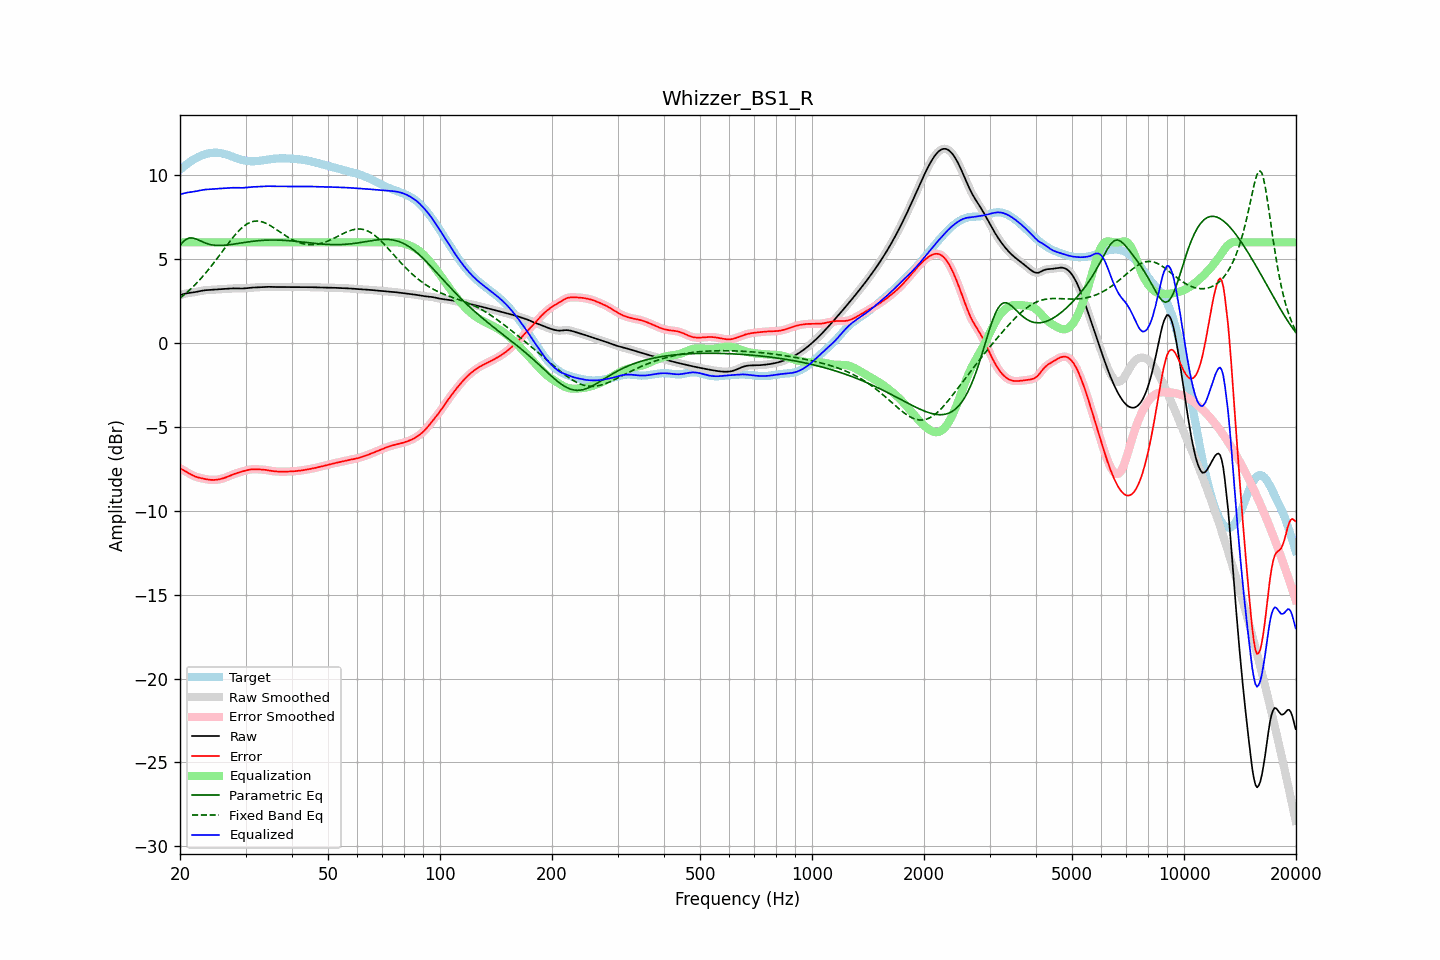 Whizzer_BS1_R
Amplitude (dBr)
10
5
0
−5
−10
−15
−20
−25
−30
Target
Raw Smoothed
Error Smoothed
Raw
Error
Equalization
Parametric Eq
Fixed Band Eq
Equalized
20 50 100 200 500 1000 2000 5000 10000 20000
Frequency (Hz)